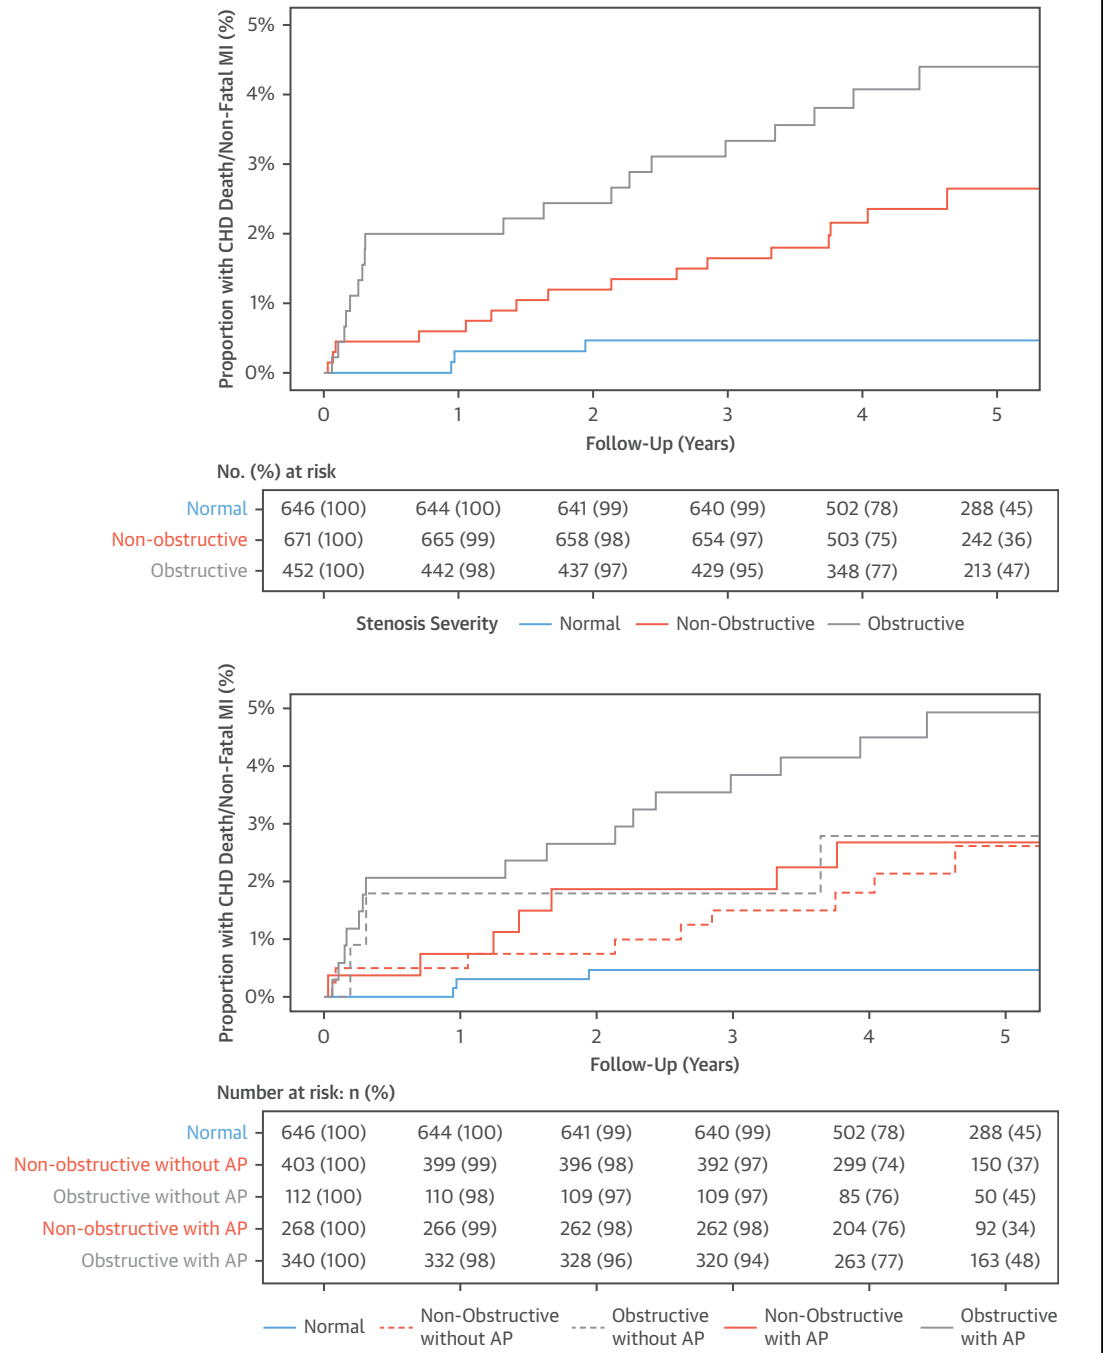 Proportion with CHD Death/Non-Fatal MI (%)
5%
4%
3%
2%
1%
0%
0 1 2 3 4 5
Follow-Up (Years)
No. (%) at risk
Normal 646 (100) 644 (100) 641 (99) 640 (99) 502 (78) 288 (45)
Non-obstructive 671 (100) 665 (99) 658 (98) 654 (97) 503 (75) 242 (36)
Obstructive 452 (100) 442 (98) 437 (97) 429 (95) 348 (77) 213 (47)
Stenosis Severity Normal Non-Obstructive Obstructive
Proportion with CHD Death/Non-Fatal MI (%)
5%
4%
3%
2%
1%
0%
0 1 2 3 4 5
Follow-Up (Years)
Number at risk: n (%)
Normal 646 (100) 644 (100) 641 (99) 640 (99) 502 (78) 288 (45)
Non-obstructive without AP 403 (100) 399 (99) 396 (98) 392 (97) 299 (74) 150 (37)
Obstructive without AP 112 (100) 110 (98) 109 (97) 109 (97) 85 (76) 50 (45)
Non-obstructive with AP 268 (100) 266 (99) 262 (98) 262 (98) 204 (76) 92 (34)
Obstructive with AP 340 (100) 332 (98) 328 (96) 320 (94) 263 (77) 163 (48)
Normal
Non-Obstructive
without AP
Obstructive
without AP
Non-Obstructive
with AP
Obstructive
with AP